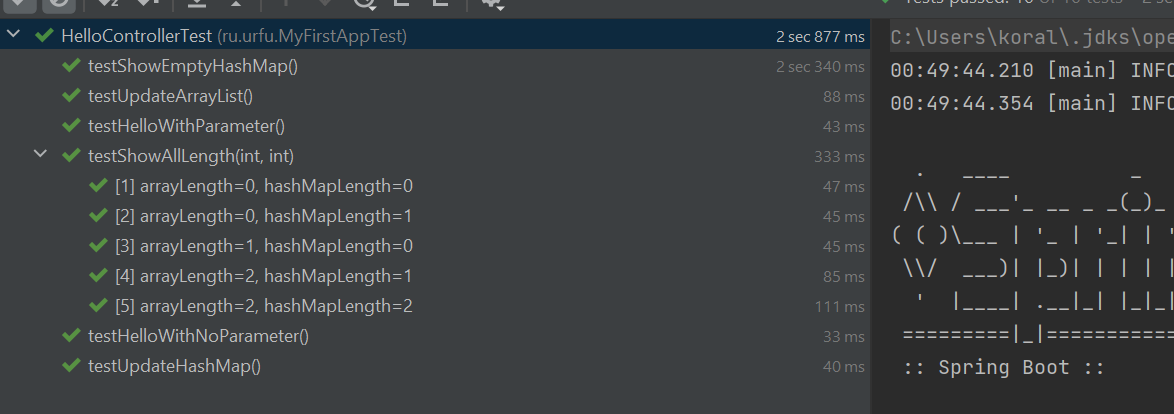 Tests passed: 10 of 10 tests - 2 sec
HelloControllerTest (ru.urfu.MyFirstAppTest) 2 sec 877 ms
testShowEmptyHashMap() 2 sec 340 ms
testUpdateArrayList() 88 ms
testHelloWithParameter() 43 ms
testShowAllLength(int, int) 333 ms
[1] arrayLength=0, hashMapLength=0 47 ms
[2] arrayLength=0, hashMapLength=1 45 ms
[3] arrayLength=1, hashMapLength=0 45 ms
[4] arrayLength=2, hashMapLength=1 85 ms
[5] arrayLength=2, hashMapLength=2 111 ms
testHelloWithNoParameter() 33 ms
testUpdateHashMap() 40 ms
C:\Users\koral\.jdks\ope
00:49:44.210 [main] INFO
00:49:44.354 [main] INFO
  .   ____          _
 /\\ / ___'_ __ _ _(_)_
( ( )\___ | '_ | '_| | '
 \\/  ___)| |_)| | | | |
  '  |____| .__|_| |_|_|
 =========|_|===========
 :: Spring Boot ::